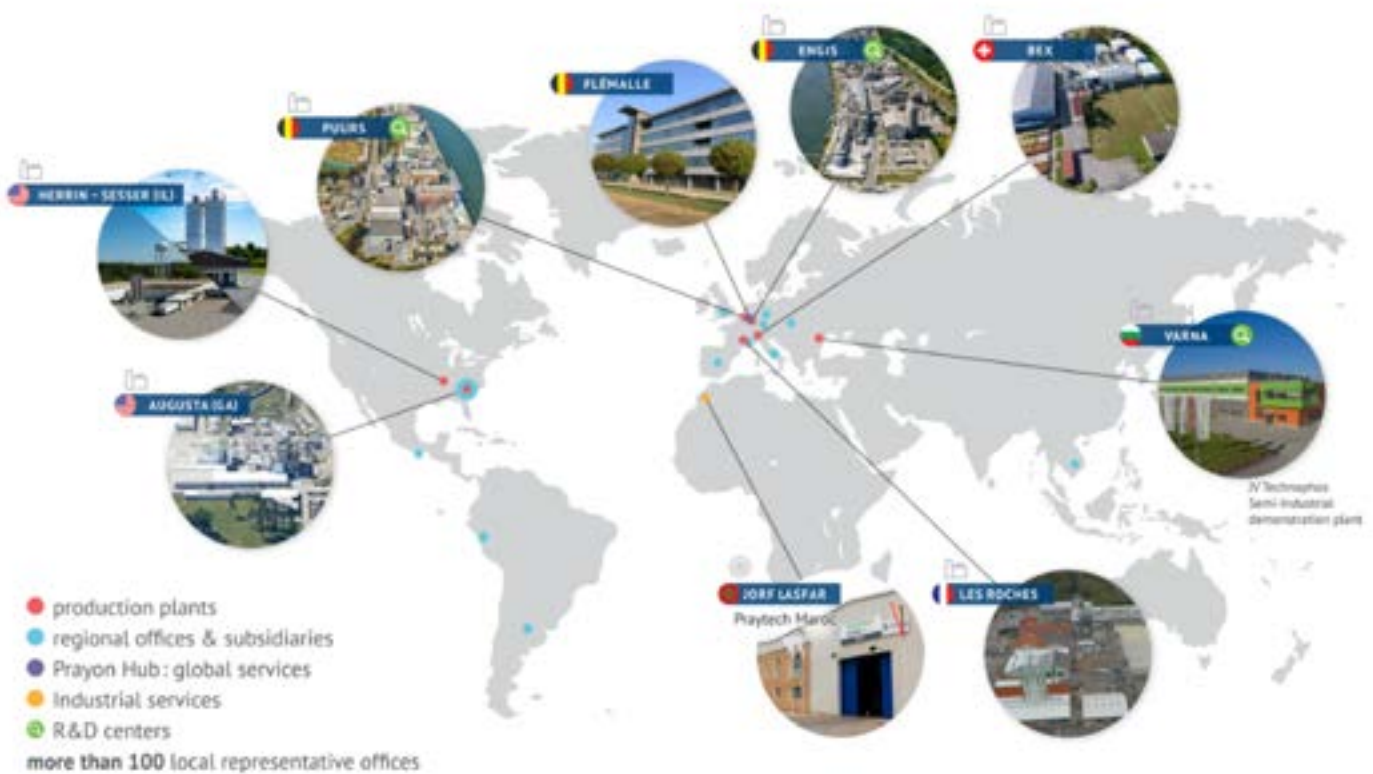 ENGIS
BEX
FLÉMALLE
PUURS
HERRIN - SESSER (IL)
VARNA
AUGUSTA (GA)
JV Technophos
Semi-industrial
demonstration plant
JORF LASFAR
Praytech Maroc
LES ROCHES
production plants
regional offices & subsidiaries
Prayon Hub: global services
Industrial services
R&D centers
more than 100 local representative offices